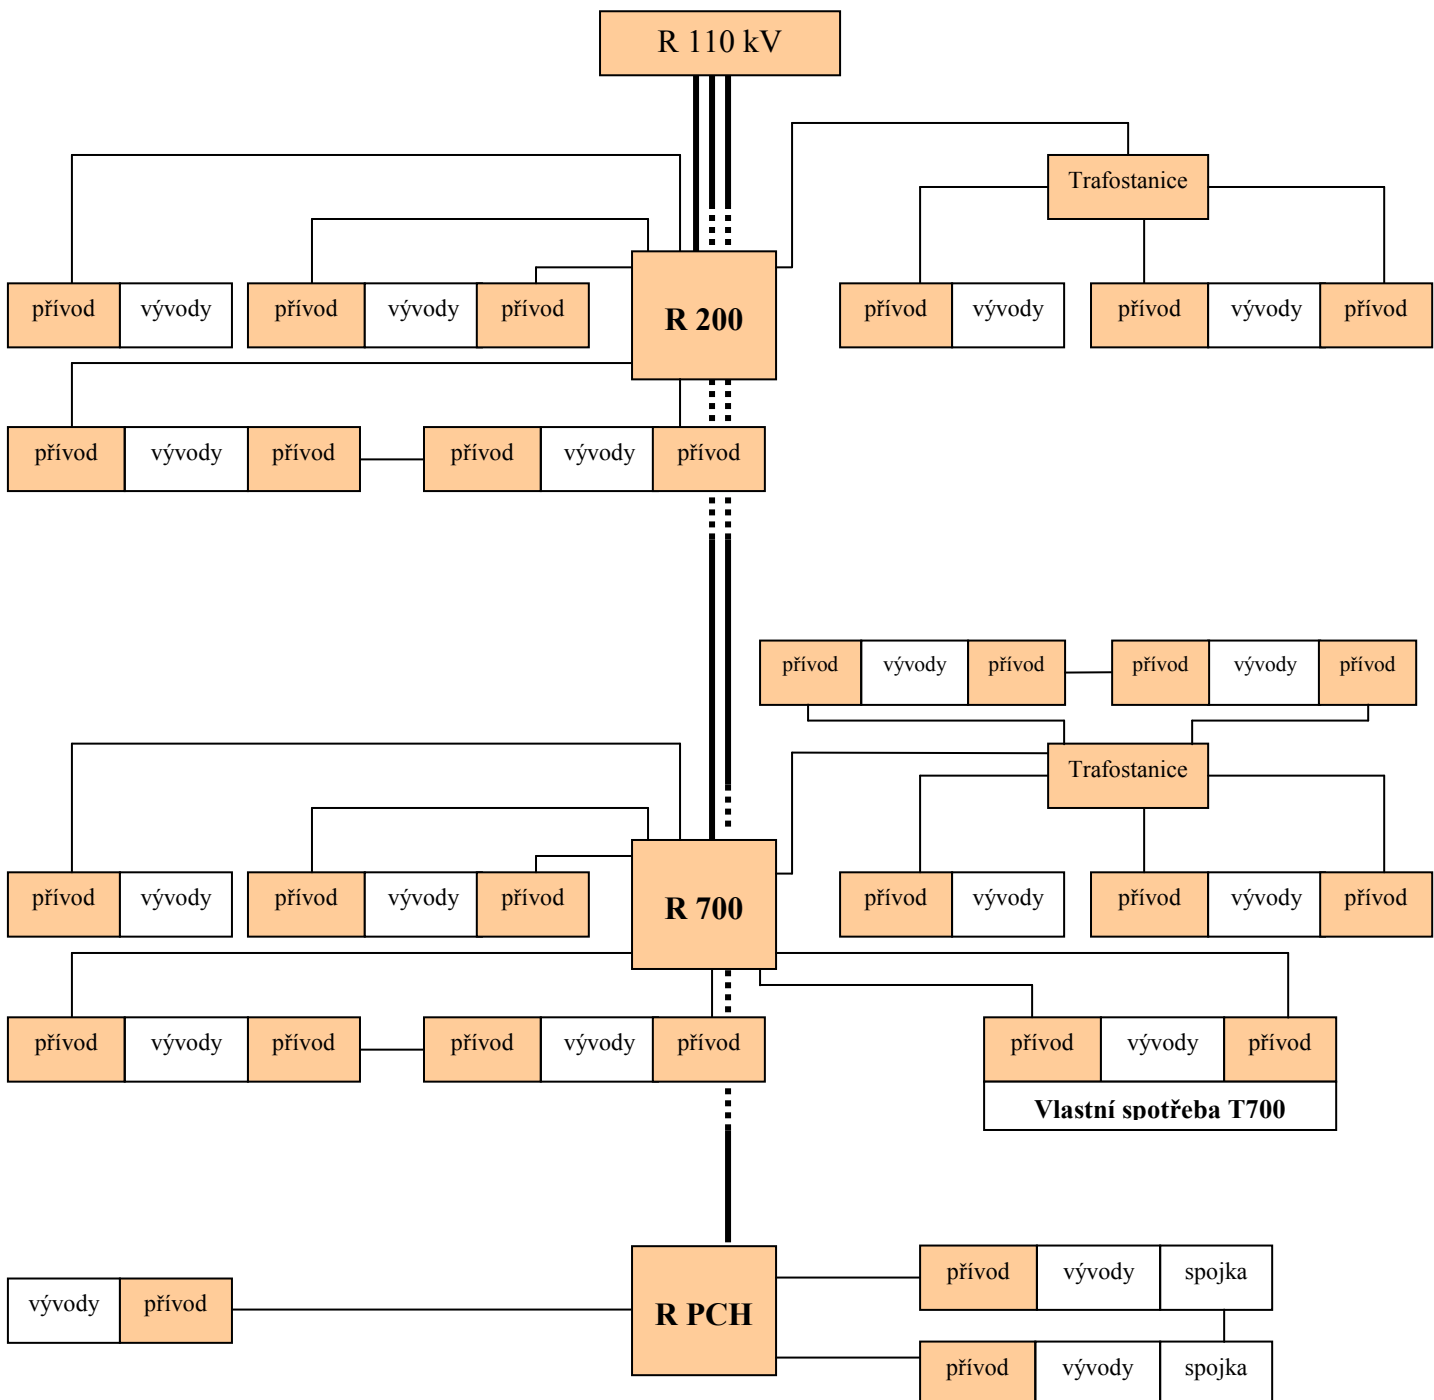 R 110 kV
Trafostanice
přívod vývody přívod vývody přívod R 200 přívod vývody přívod vývody přívod
přívod vývody přívod přívod vývody přívod
přívod vývody přívod přívod vývody přívod
Trafostanice
přívod vývody přívod vývody přívod R 700 přívod vývody přívod vývody přívod
přívod vývody přívod přívod vývody přívod přívod vývody přívod
Vlastní spotřeba T700
přívod vývody spojka
vývody přívod R PCH
přívod vývody spojka